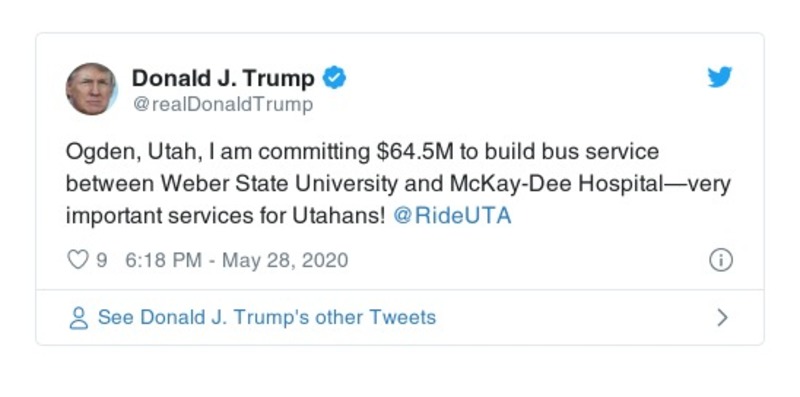 Donald J. Trump
@realDonaldTrump
Ogden, Utah, I am committing $64.5M to build bus service
between Weber State University and McKay-Dee Hospital—very
important services for Utahans! @RideUTA
9 6:18 PM - May 28, 2020
See Donald J. Trump's other Tweets